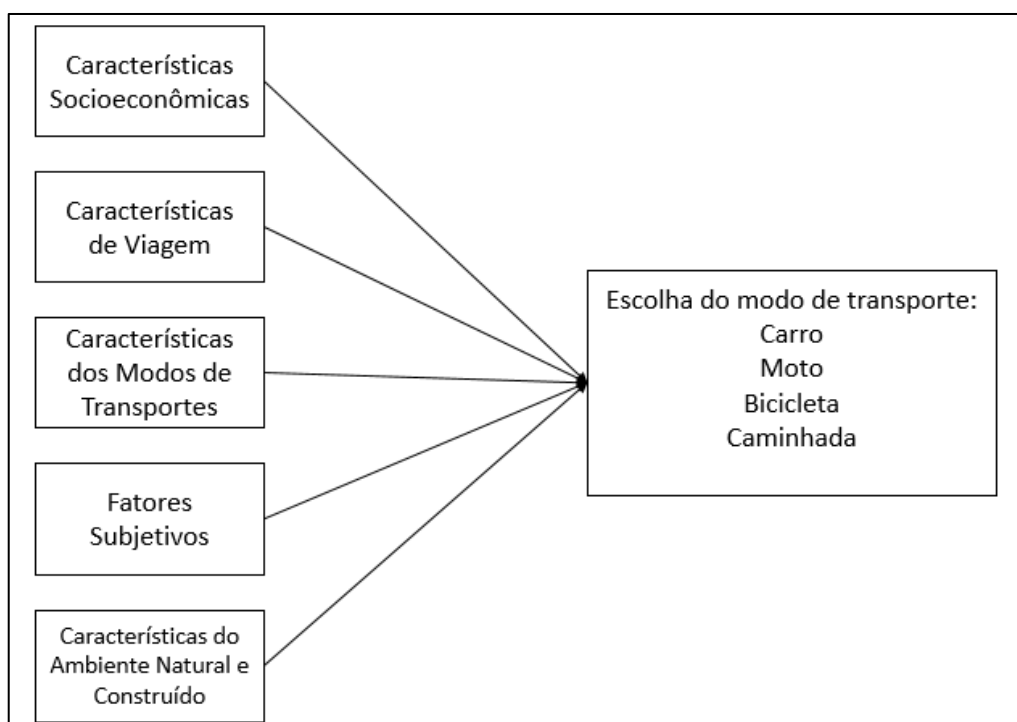 Características
Socioeconômicas
Características
de Viagem
Características
dos Modos de
Transportes
Fatores
Subjetivos
Características do
Ambiente Natural e
Construído
Escolha do modo de transporte:
Carro
Moto
Bicicleta
Caminhada